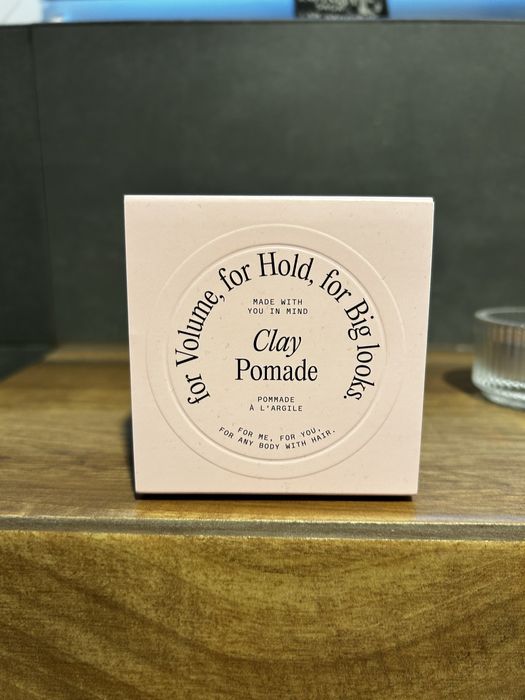 for Volume, for Hold, for Big looks.
MADE WITH
YOU IN MIND
Clay
Pomade
POMMADE
À L'ARGILE
FOR ME, FOR YOU,
FOR ANY BODY WITH HAIR.